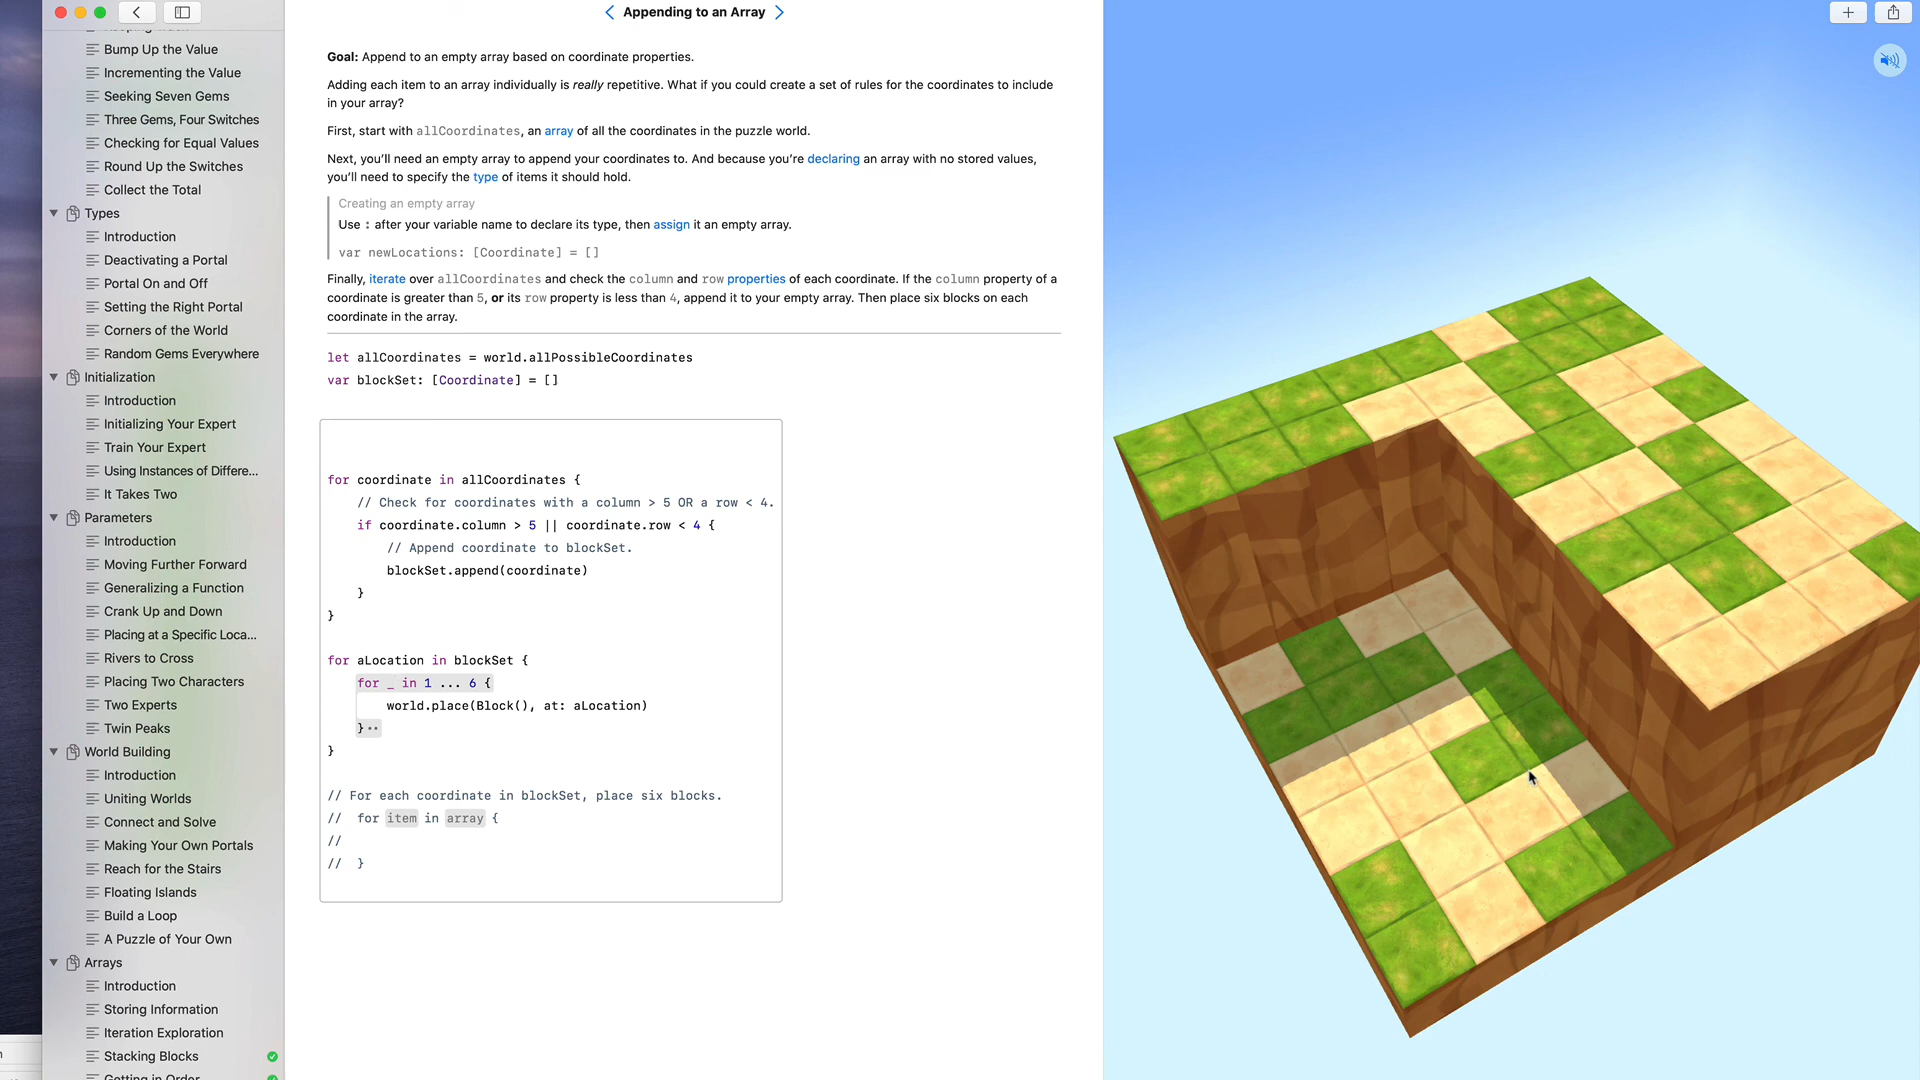 Appending to an Array
Bump Up the Value
Incrementing the Value
Seeking Seven Gems
Three Gems, Four Switches
Checking for Equal Values
Round Up the Switches
Collect the Total
Types
Introduction
Deactivating a Portal
Portal On and Off
Setting the Right Portal
Corners of the World
Random Gems Everywhere
Initialization
Introduction
Initializing Your Expert
Train Your Expert
Using Instances of Differe...
It Takes Two
Parameters
Introduction
Moving Further Forward
Generalizing a Function
Crank Up and Down
Placing at a Specific Loca...
Rivers to Cross
Placing Two Characters
Two Experts
Twin Peaks
World Building
Introduction
Uniting Worlds
Connect and Solve
Making Your Own Portals
Reach for the Stairs
Floating Islands
Build a Loop
A Puzzle of Your Own
Arrays
Introduction
Storing Information
Iteration Exploration
Stacking Blocks
Getting in Order
Goal: Append to an empty array based on coordinate properties.
Adding each item to an array individually is really repetitive. What if you could create a set of rules for the coordinates to include
in your array?
First, start with allCoordinates, an array of all the coordinates in the puzzle world.
Next, you'll need an empty array to append your coordinates to. And because you're declaring an array with no stored values,
you'll need to specify the type of items it should hold.
Creating an empty array
Use : after your variable name to declare its type, then assign it an empty array.
var newLocations: [Coordinate] = []
Finally, iterate over allCoordinates and check the column and row properties of each coordinate. If the column property of a
coordinate is greater than 5, or its row property is less than 4, append it to your empty array. Then place six blocks on each
coordinate in the array.
let allCoordinates = world.allPossibleCoordinates
var blockSet: [Coordinate] = []
for coordinate in allCoordinates {
// Check for coordinates with a column > 5 OR a row < 4.
if coordinate.column > 5 || coordinate.row < 4 {
// Append coordinate to blockSet.
blockSet.append(coordinate)
}
}
for aLocation in blockSet {
for _ in 1 ... 6 {
world.place(Block(), at: aLocation)
}
}
// For each coordinate in blockSet, place six blocks.
// for item in array {
//
// }